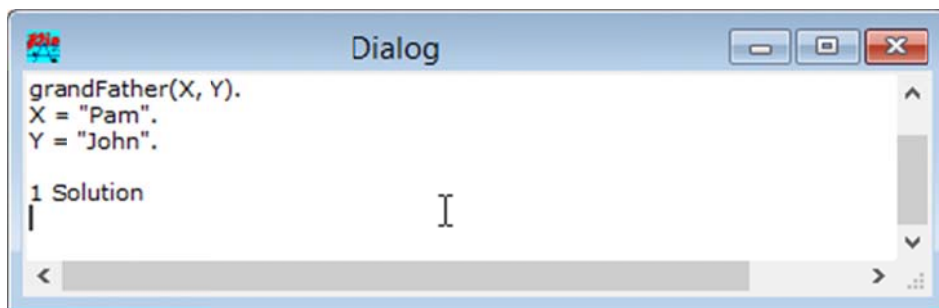 Dialog
grandFather(X, Y).
X = "Pam".
Y = "John".
1 Solution